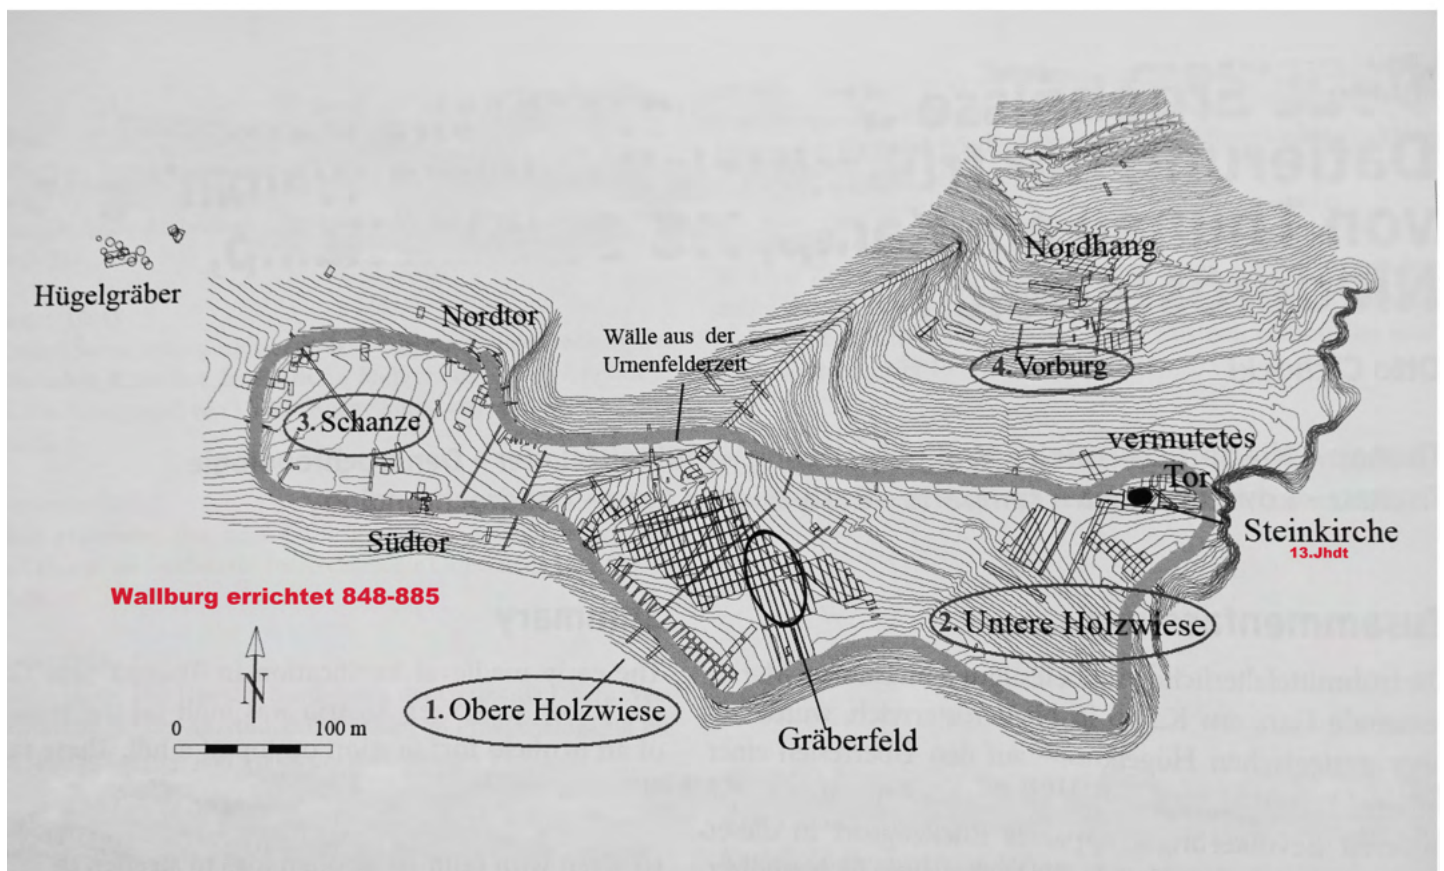 Nordhang
Hügelgräber
Nordtor
Wälle aus der
Urnenfelderzeit
4. Vorburg
3. Schanze
vermutetes
Tor
Steinkirche
13.Jhdt
Südtor
Wallburg errichtet 848-885
2. Untere Holzwiese
N
1. Obere Holzwiese
0 100 m
Gräberfeld